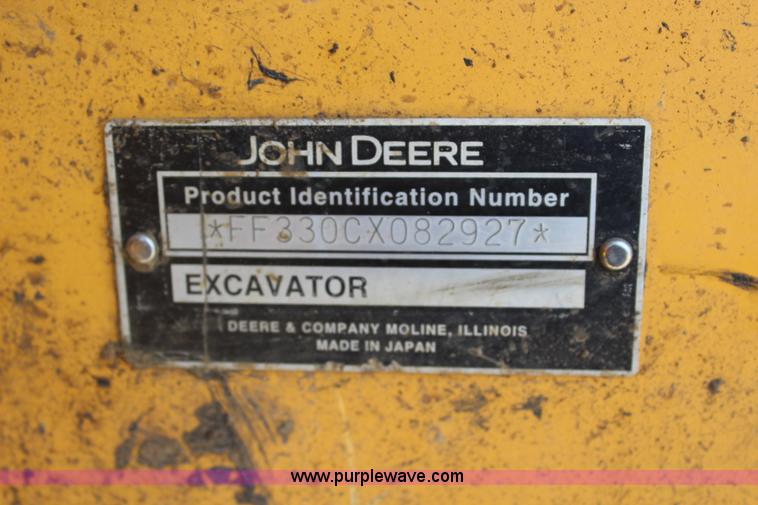 JOHN DEERE
Product Identification Number
*FF330CX082927*
EXCAVATOR
DEERE & COMPANY MOLINE, ILLINOIS
MADE IN JAPAN
www.purplewave.com